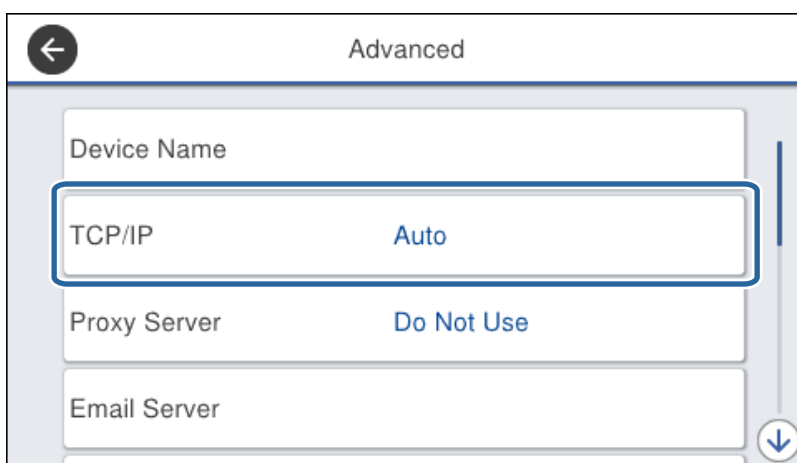 Advanced
Device Name
TCP/IP Auto
Proxy Server Do Not Use
Email Server